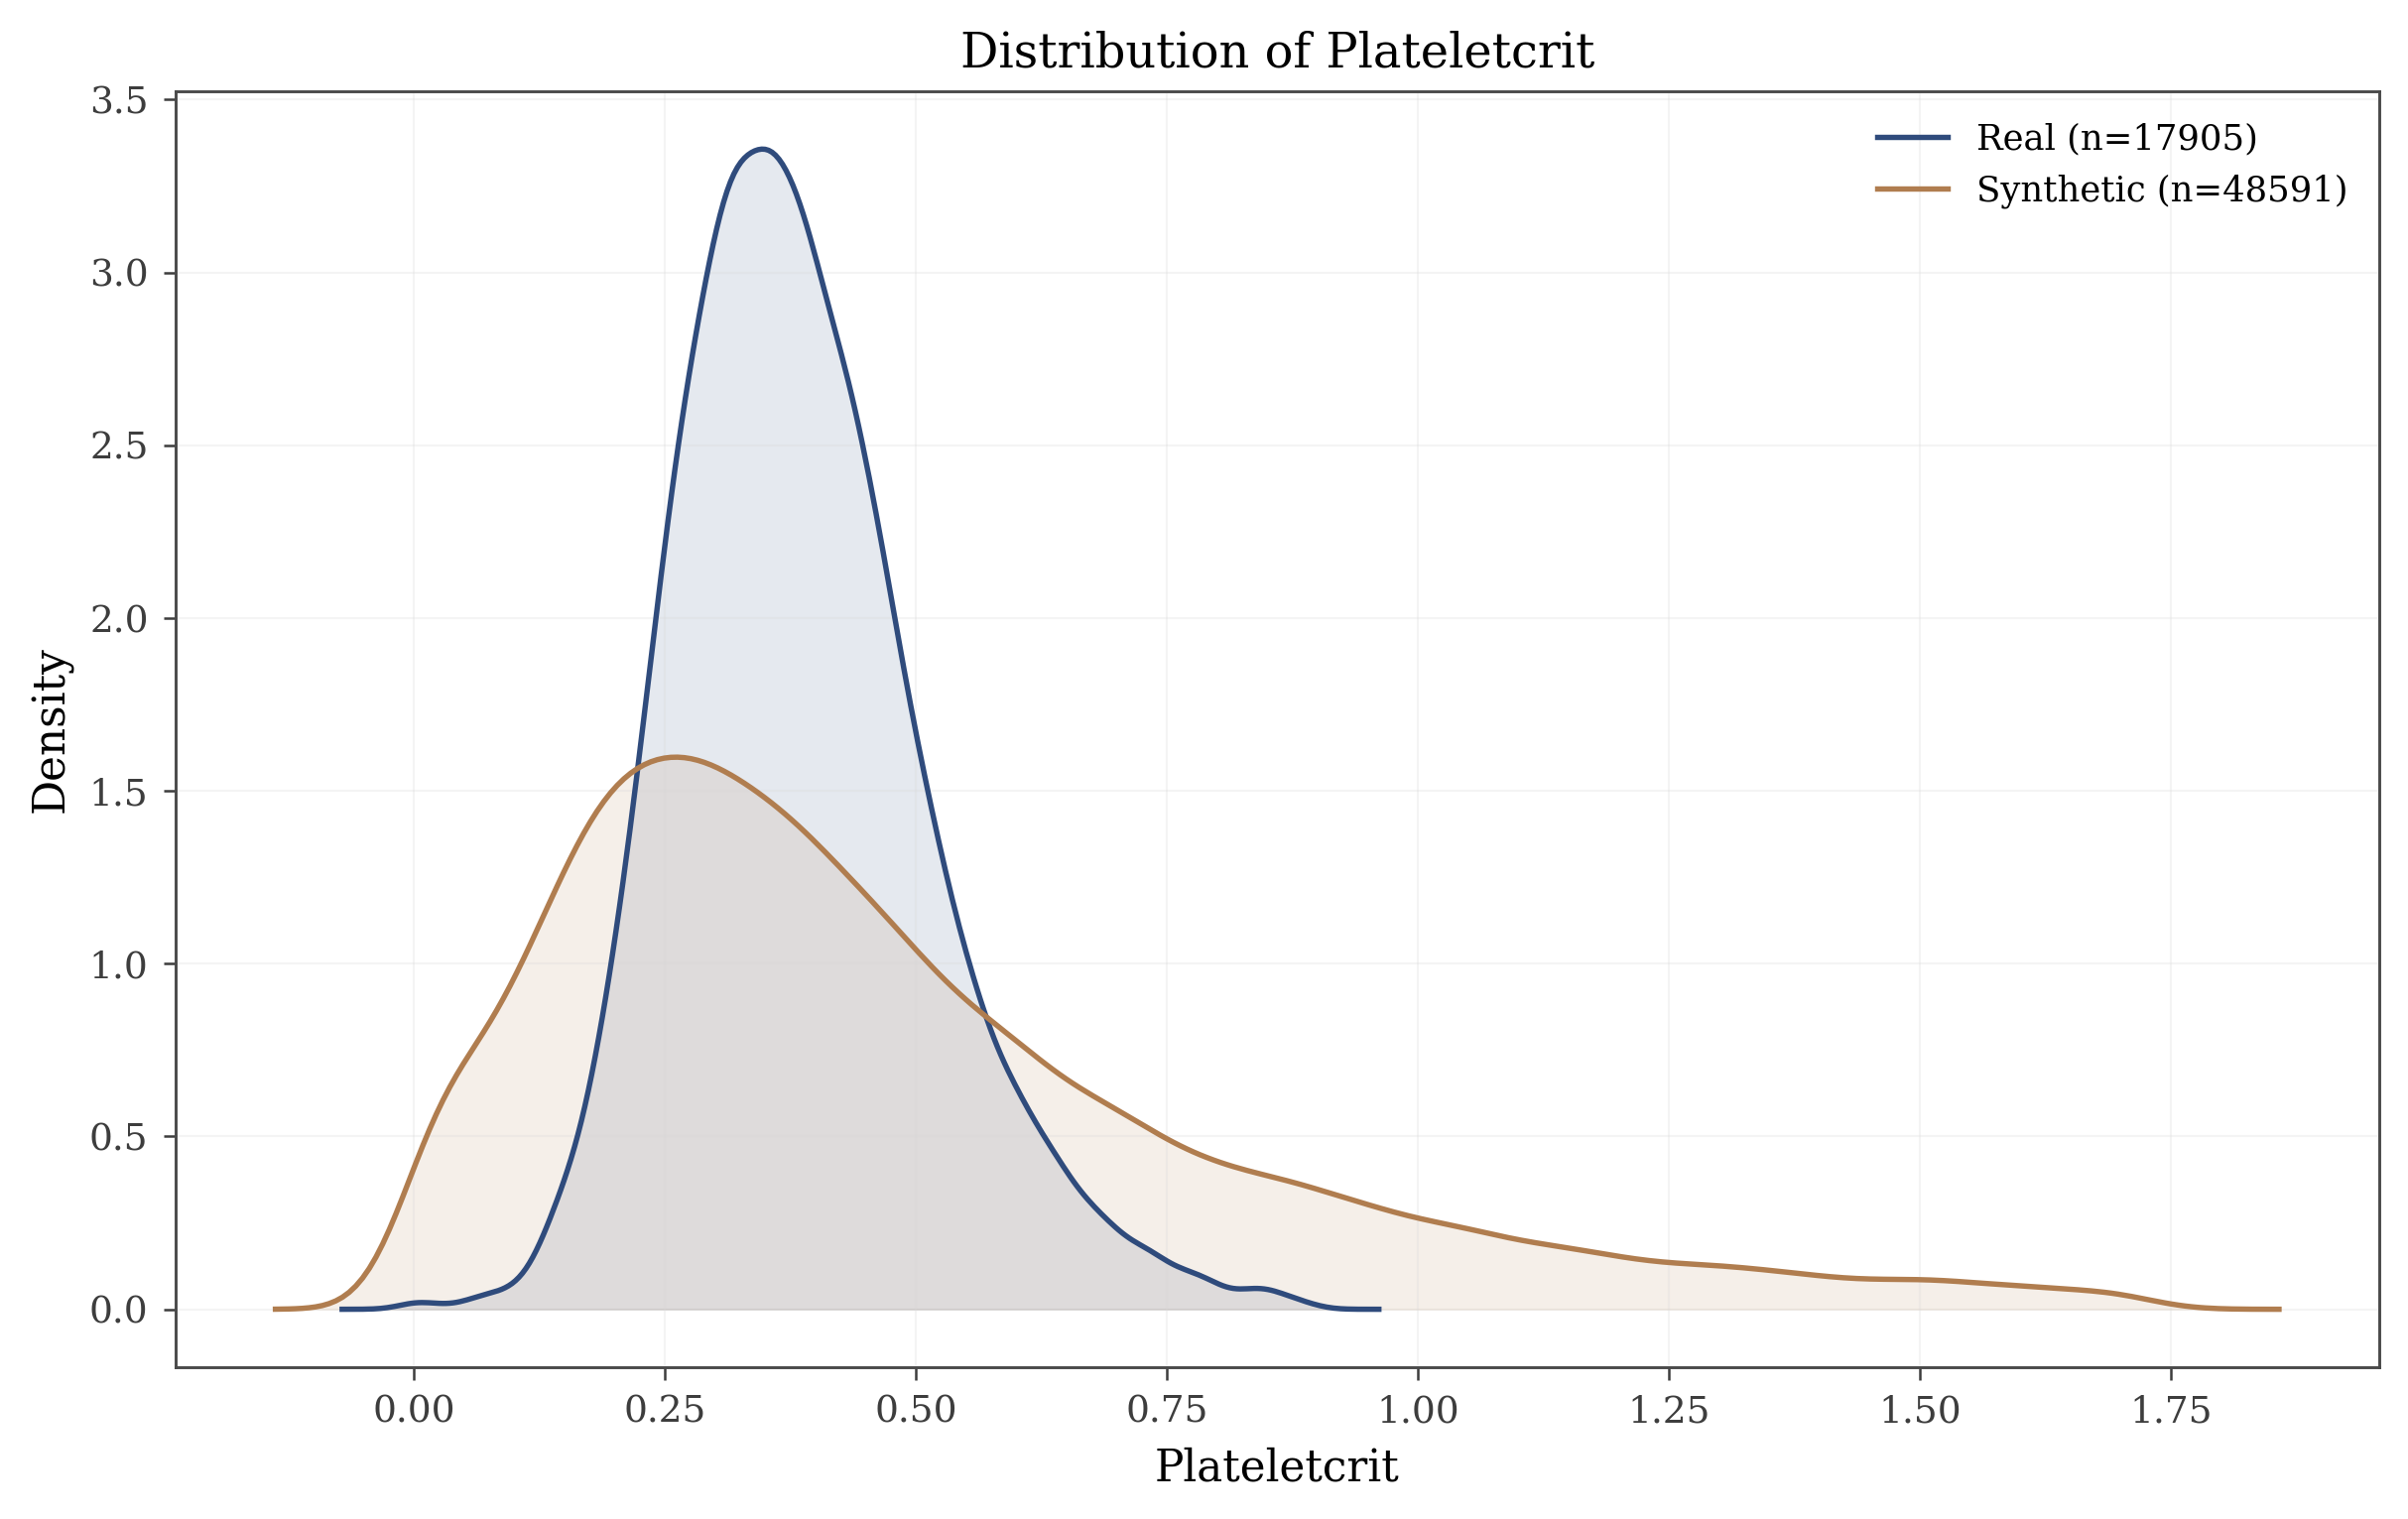 Distribution of Plateletcrit
Real (n=17905)
Synthetic (n=48591)
Density
3.5
3.0
2.5
2.0
1.5
1.0
0.5
0.0
0.00 0.25 0.50 0.75 1.00 1.25 1.50 1.75
Plateletcrit